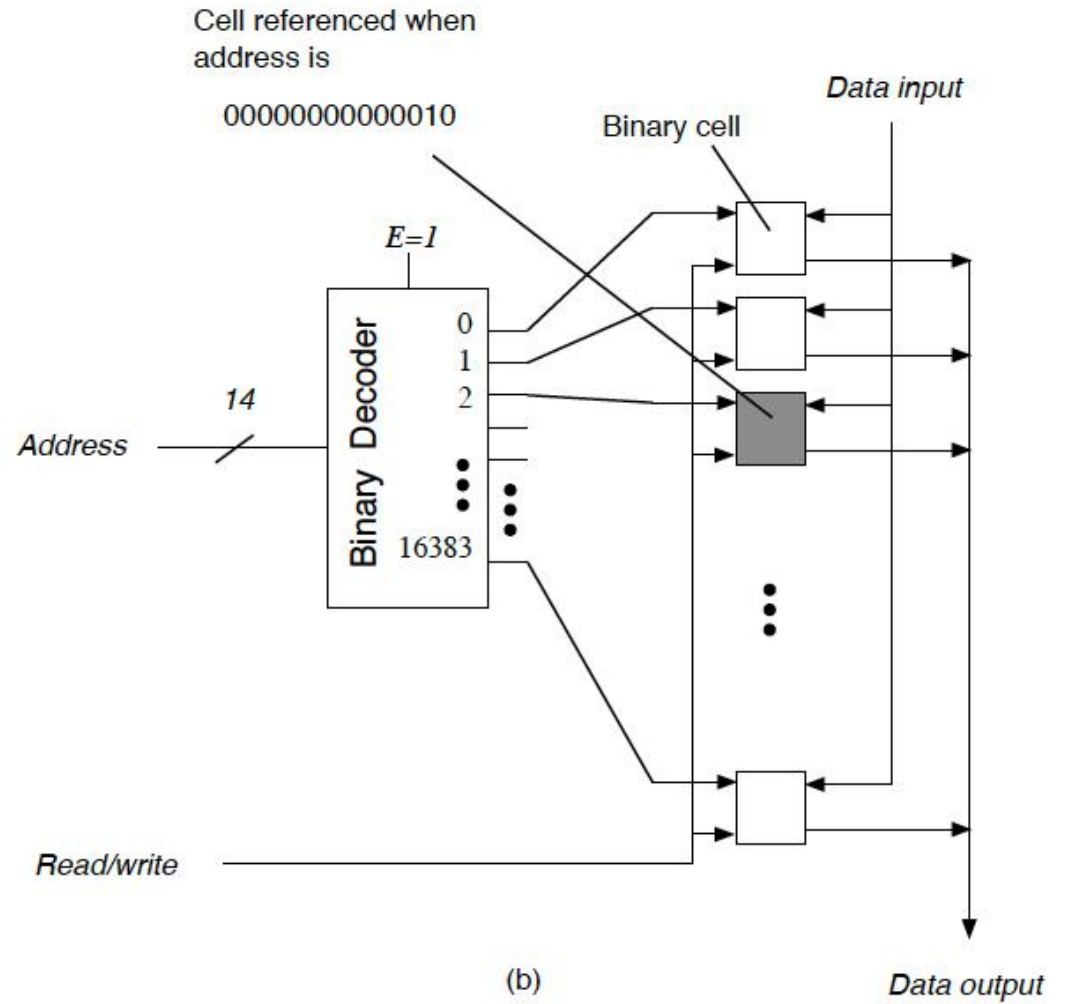 Cell referenced when
address is
00000000000010
Data input
Binary cell
E=1
Binary Decoder
0
1
2
16383
14
Address
Read/write
(b)
Data output